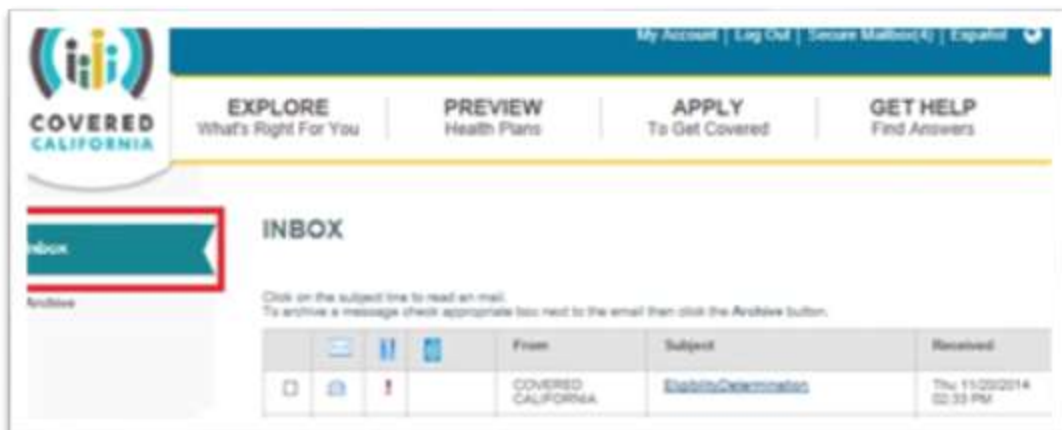 My Account | Log Out | Secure Mailbox(4) | Español
COVERED
CALIFORNIA
EXPLORE
What's Right For You
PREVIEW
Health Plans
APPLY
To Get Covered
GET HELP
Find Answers
Inbox
Archive
INBOX
Click on the subject line to read an mail.
To archive a message check appropriate box next to the email then click the Archive button.
From Subject Received
! COVERED CALIFORNIA EligibilityDetermination Thu 11/20/2014 02:33 PM